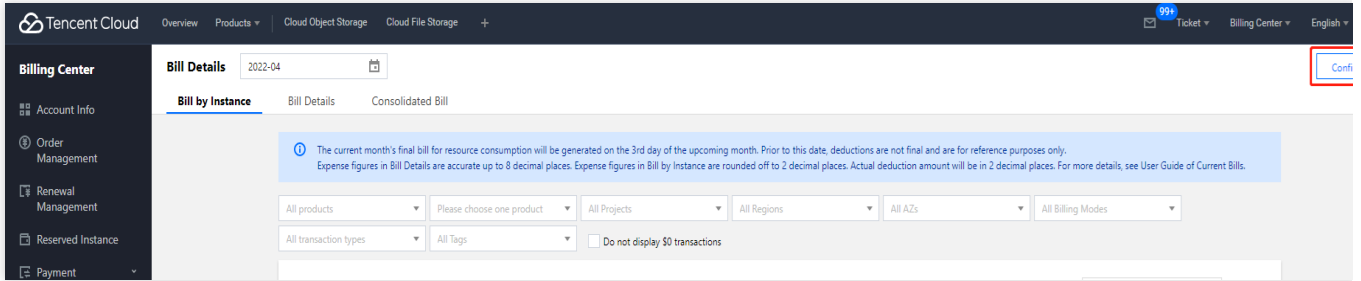 Tencent Cloud Overview Products Cloud Object Storage Cloud File Storage + 99+ Ticket Billing Center English
Billing Center
Account Info
Order
Management
Renewal
Management
Reserved Instance
Payment
Bill Details 2022-04
Confi
Bill by Instance Bill Details Consolidated Bill
The current month's final bill for resource consumption will be generated on the 3rd day of the upcoming month. Prior to this date, deductions are not final and are for reference purposes only.
Expense figures in Bill Details are accurate up to 8 decimal places. Expense figures in Bill by Instance are rounded off to 2 decimal places. Actual deduction amount will be in 2 decimal places. For more details, see User Guide of Current Bills.
All products Please choose one product All Projects All Regions All AZs All Billing Modes
All transaction types All Tags Do not display $0 transactions